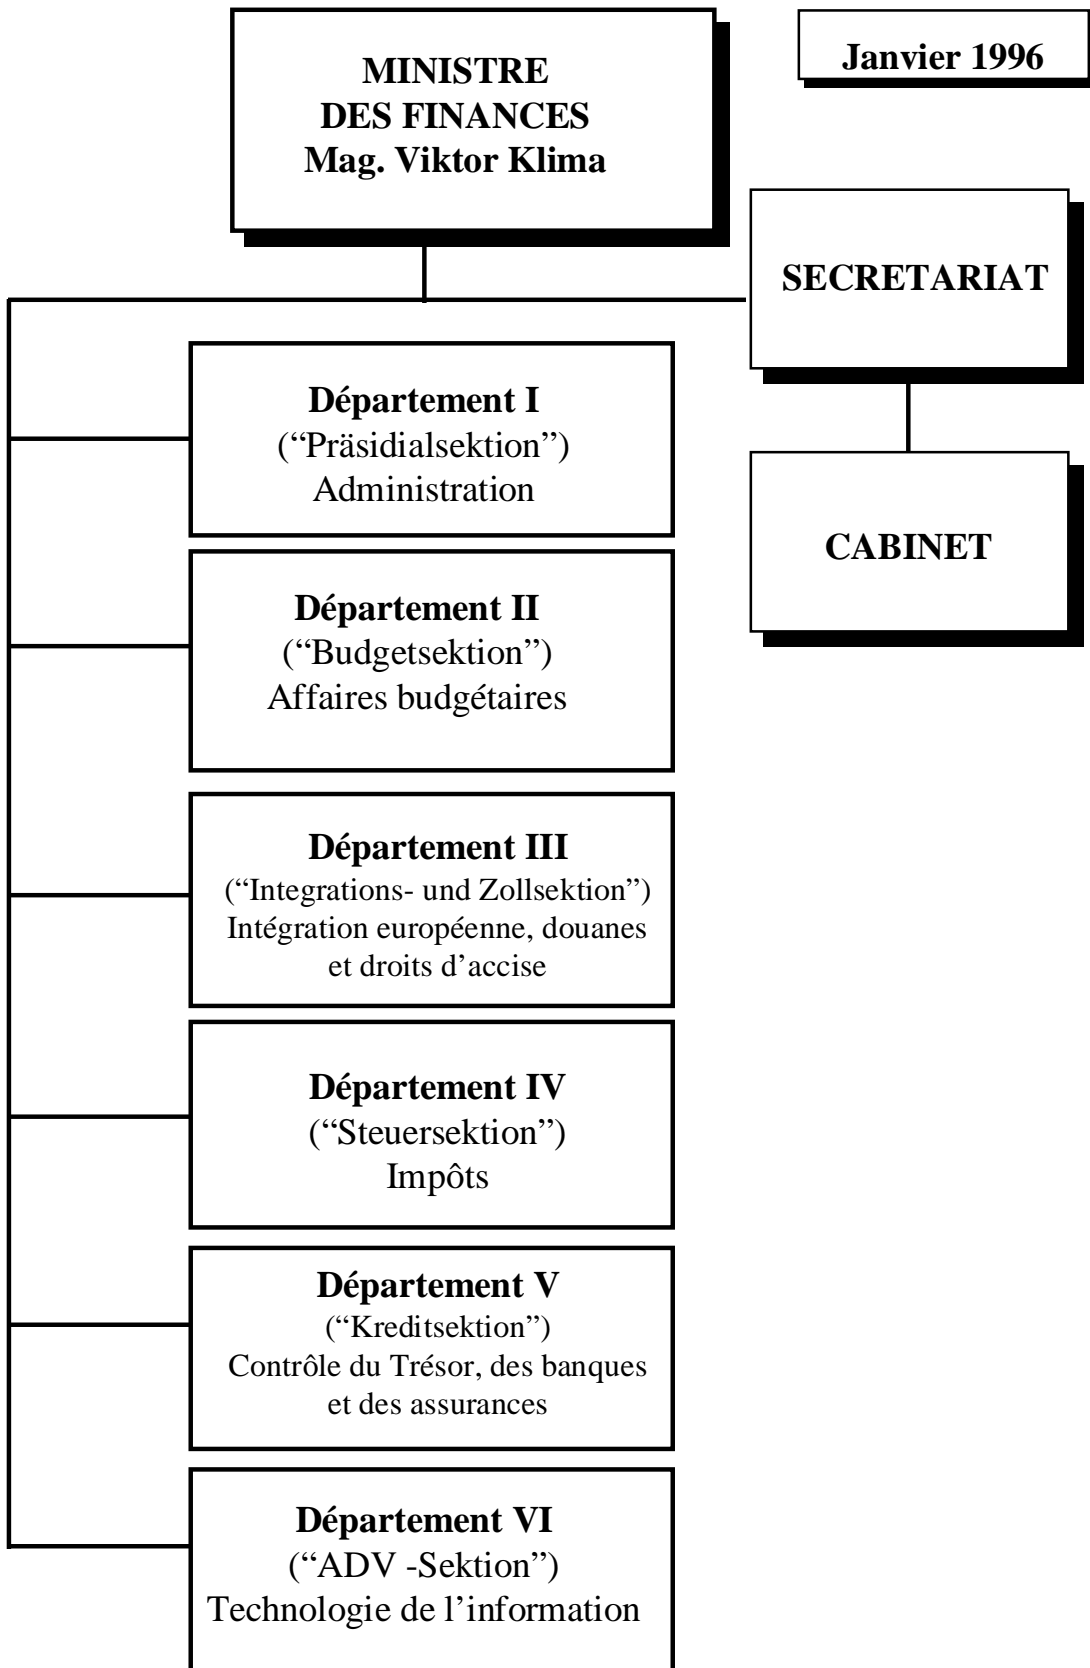 MINISTRE
DES FINANCES
Mag. Viktor Klima
Janvier 1996
SECRETARIAT
CABINET
Département I
(“Präsidialsektion”)
Administration
Département II
(“Budgetsektion”)
Affaires budgétaires
Département III
(“Integrations- und Zollsektion”)
Intégration européenne, douanes
et droits d’accise
Département IV
(“Steuersektion”)
Impôts
Département V
(“Kreditsektion”)
Contrôle du Trésor, des banques
et des assurances
Département VI
(“ADV -Sektion”)
Technologie de l’information